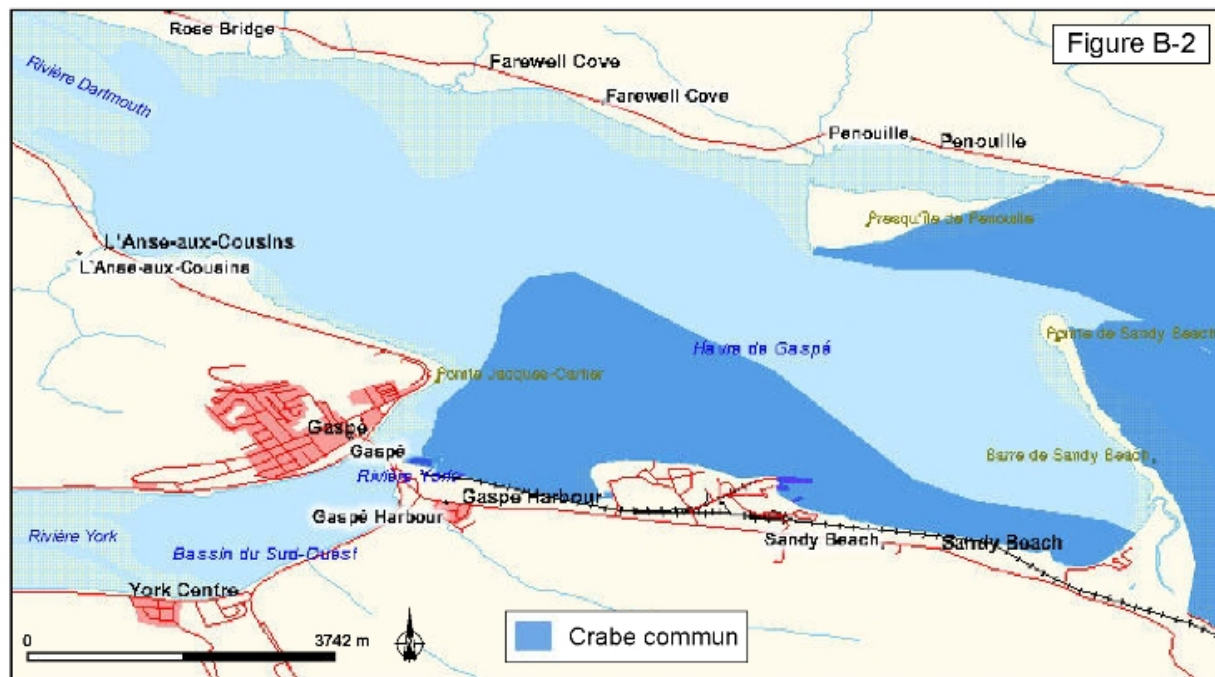 Rose Bridge
Figure B-2
Rivière Dartmouth
Farewell Cove
Farewell Cove
Penouille
Penouille
Presqu'île de Penouille
L'Anse-aux-Cousins
L'Anse-aux-Cousins
Pointe de Sandy Beach
Havre de Gaspé
Pointe Jacques-Cartier
Gaspé
Gaspé
Barre de Sandy Beach
Rivière York
Gaspé Harbour
Gaspé Harbour
Rivière York
Bassin du Sud-Ouest
Sandy Beach
Sandy Beach
York Centre
0
3742 m
N
Crabe commun